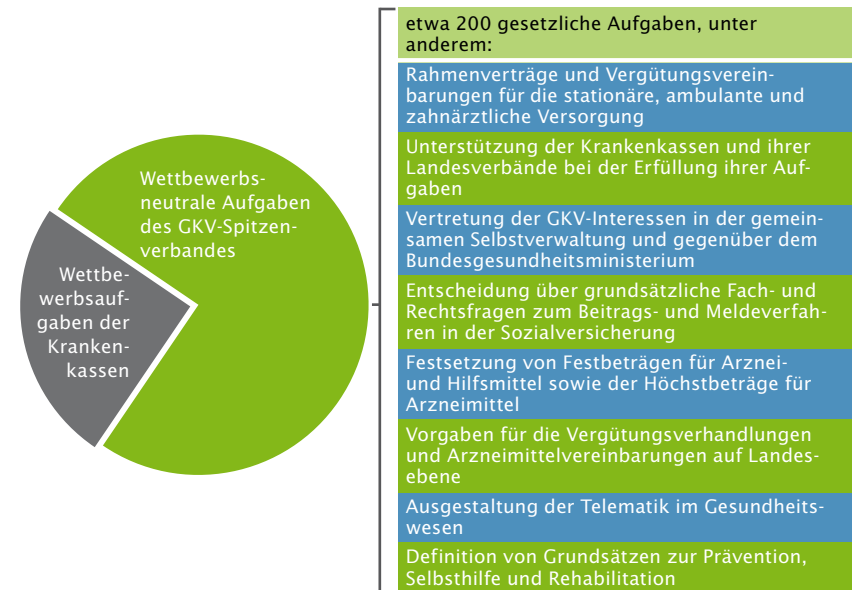 Wettbewerbs-
neutrale Aufgaben
des GKV-Spitzen-
verbandes
Wettbe-
werbsauf-
gaben der
Kranken-
kassen
etwa 200 gesetzliche Aufgaben, unter
anderem:
Rahmenverträge und Vergütungsverein-
barungen für die stationäre, ambulante und
zahnärztliche Versorgung
Unterstützung der Krankenkassen und ihrer
Landesverbände bei der Erfüllung ihrer Auf-
gaben
Vertretung der GKV-Interessen in der gemein-
samen Selbstverwaltung und gegenüber dem
Bundesgesundheitsministerium
Entscheidung über grundsätzliche Fach- und
Rechtsfragen zum Beitrags- und Meldeverfah-
ren in der Sozialversicherung
Festsetzung von Festbeträgen für Arznei-
und Hilfsmittel sowie der Höchstbeträge für
Arzneimittel
Vorgaben für die Vergütungsverhandlungen
und Arzneimittelvereinbarungen auf Landes-
ebene
Ausgestaltung der Telematik im Gesundheits-
wesen
Definition von Grundsätzen zur Prävention,
Selbsthilfe und Rehabilitation